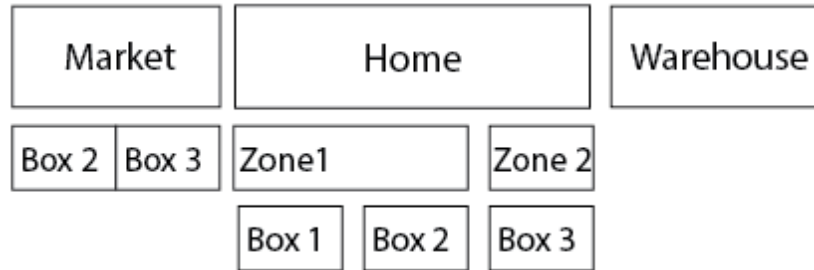 Market Home Warehouse
Box 2 Box 3 Zone1 Zone 2
Box 1 Box 2 Box 3